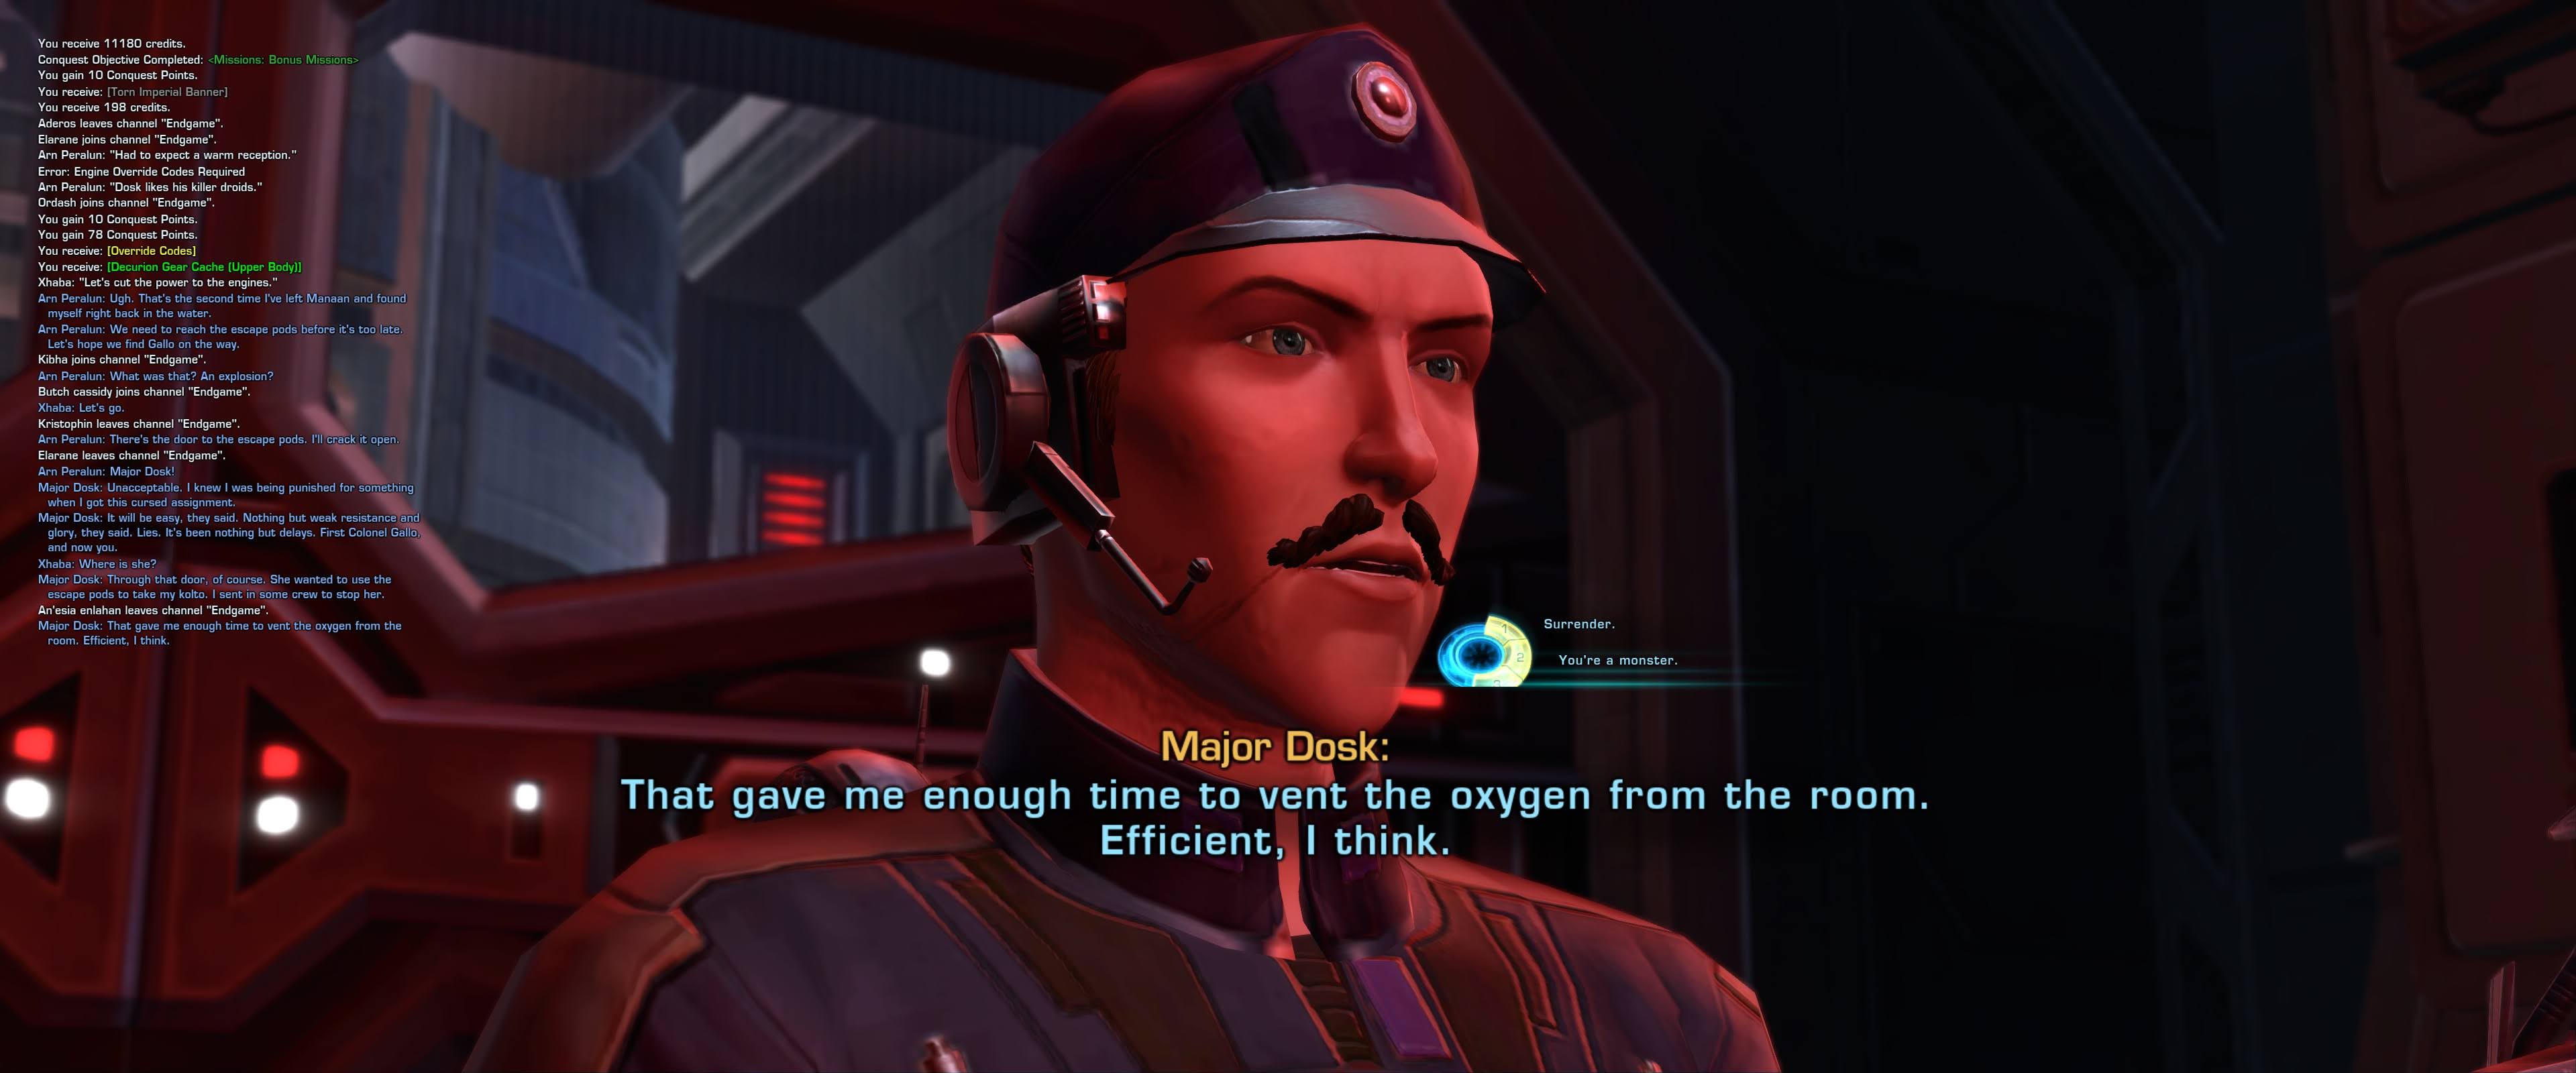 You receive 11180 credits.
Conquest Objective Completed: <Missions: Bonus Missions>
You gain 10 Conquest Points.
You receive: [Torn Imperial Banner]
You receive 198 credits.
Aderos leaves channel "Endgame".
Elarane joins channel "Endgame".
Arn Peralun: "Had to expect a warm reception."
Error: Engine Override Codes Required
Arn Peralun: "Dosk likes his killer droids."
Ordash joins channel "Endgame".
You gain 10 Conquest Points.
You gain 78 Conquest Points.
You receive: [Override Codes]
You receive: [Decurion Gear Cache (Upper Body)]
Xhaba: "Let's cut the power to the engines."
Arn Peralun: Ugh. That's the second time I've left Manaan and found
myself right back in the water.
Arn Peralun: We need to reach the escape pods before it's too late.
Let's hope we find Gallo on the way.
Kibha joins channel "Endgame".
Arn Peralun: What was that? An explosion?
Butch cassidy joins channel "Endgame".
Xhaba: Let's go.
Kristophin leaves channel "Endgame".
Arn Peralun: There's the door to the escape pods. I'll crack it open.
Elarane leaves channel "Endgame".
Arn Peralun: Major Dosk!
Major Dosk: Unacceptable. I knew I was being punished for something
when I got this cursed assignment.
Major Dosk: It will be easy, they said. Nothing but weak resistance and
glory, they said. Lies. It's been nothing but delays. First Colonel Gallo,
and now you.
Xhaba: Where is she?
Major Dosk: Through that door, of course. She wanted to use the
escape pods to take my kolto. I sent in some crew to stop her.
An'esia enlahan leaves channel "Endgame".
Major Dosk: That gave me enough time to vent the oxygen from the
room. Efficient, I think.
1 Surrender.
2 You're a monster.
3
Major Dosk:
That gave me enough time to vent the oxygen from the room.
Efficient, I think.